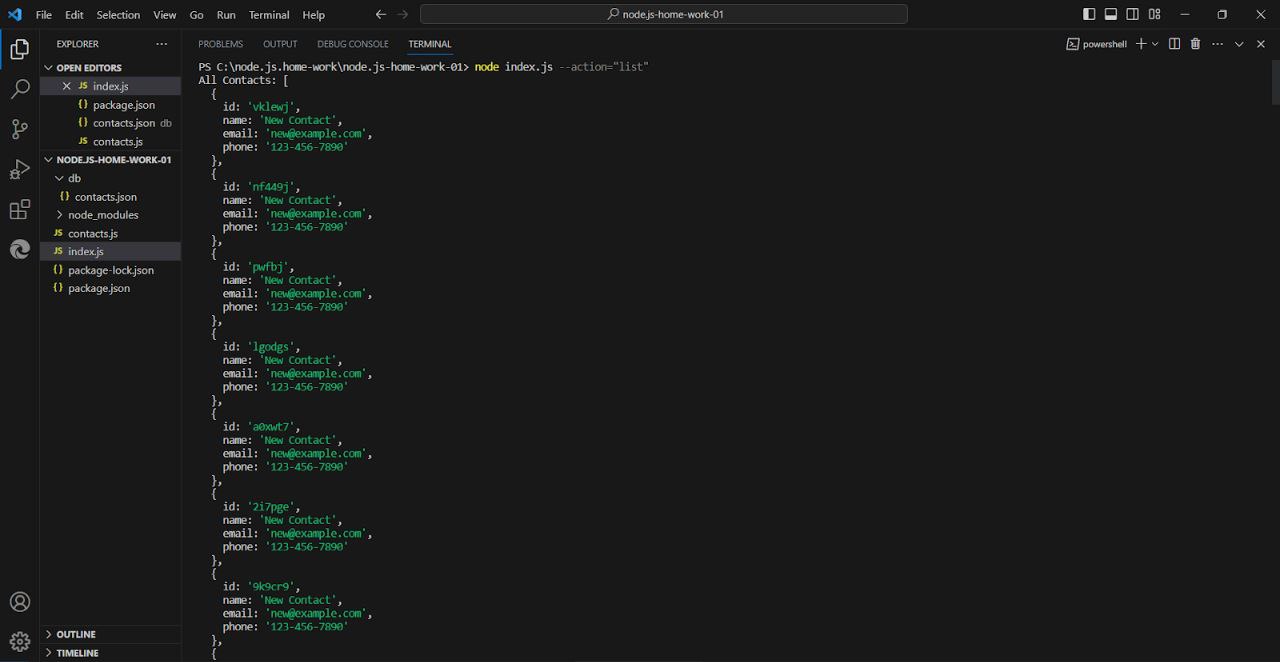 File Edit Selection View Go Run Terminal Help
node.js-home-work-01
EXPLORER
OPEN EDITORS
JS index.js
{} package.json
{} contacts.json db
JS contacts.js
NODE.JS-HOME-WORK-01
db
{} contacts.json
node_modules
JS contacts.js
JS index.js
{} package-lock.json
{} package.json
OUTLINE
TIMELINE
PROBLEMS OUTPUT DEBUG CONSOLE TERMINAL
powershell
PS C:\node.js.home-work\node.js-home-work-01> node index.js --action="list"
All Contacts: [
{
id: 'vklewj',
name: 'New Contact',
email: 'new@example.com',
phone: '123-456-7890'
},
{
id: 'nf449j',
name: 'New Contact',
email: 'new@example.com',
phone: '123-456-7890'
},
{
id: 'pwfbj',
name: 'New Contact',
email: 'new@example.com',
phone: '123-456-7890'
},
{
id: 'lgodgs',
name: 'New Contact',
email: 'new@example.com',
phone: '123-456-7890'
},
{
id: 'a0xwt7',
name: 'New Contact',
email: 'new@example.com',
phone: '123-456-7890'
},
{
id: '2i7pge',
name: 'New Contact',
email: 'new@example.com',
phone: '123-456-7890'
},
{
id: '9k9cr9',
name: 'New Contact',
email: 'new@example.com',
phone: '123-456-7890'
},
{